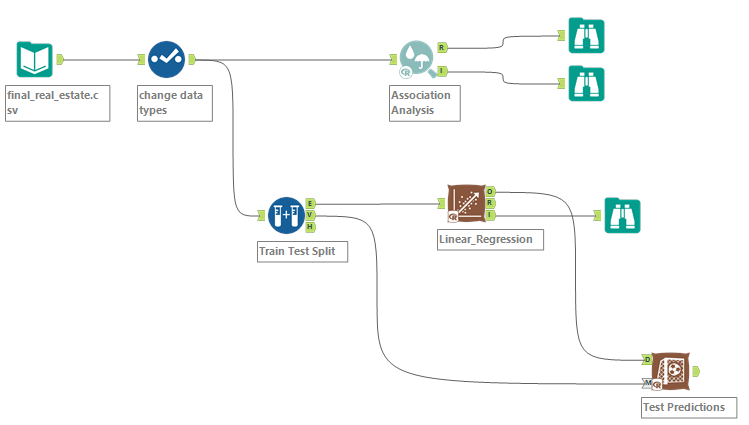 R
I
final_real_estate.c
sv
change data
types
Association
Analysis
E
V
H
O
R
I
Train Test Split
Linear_Regression
D
M
Test Predictions